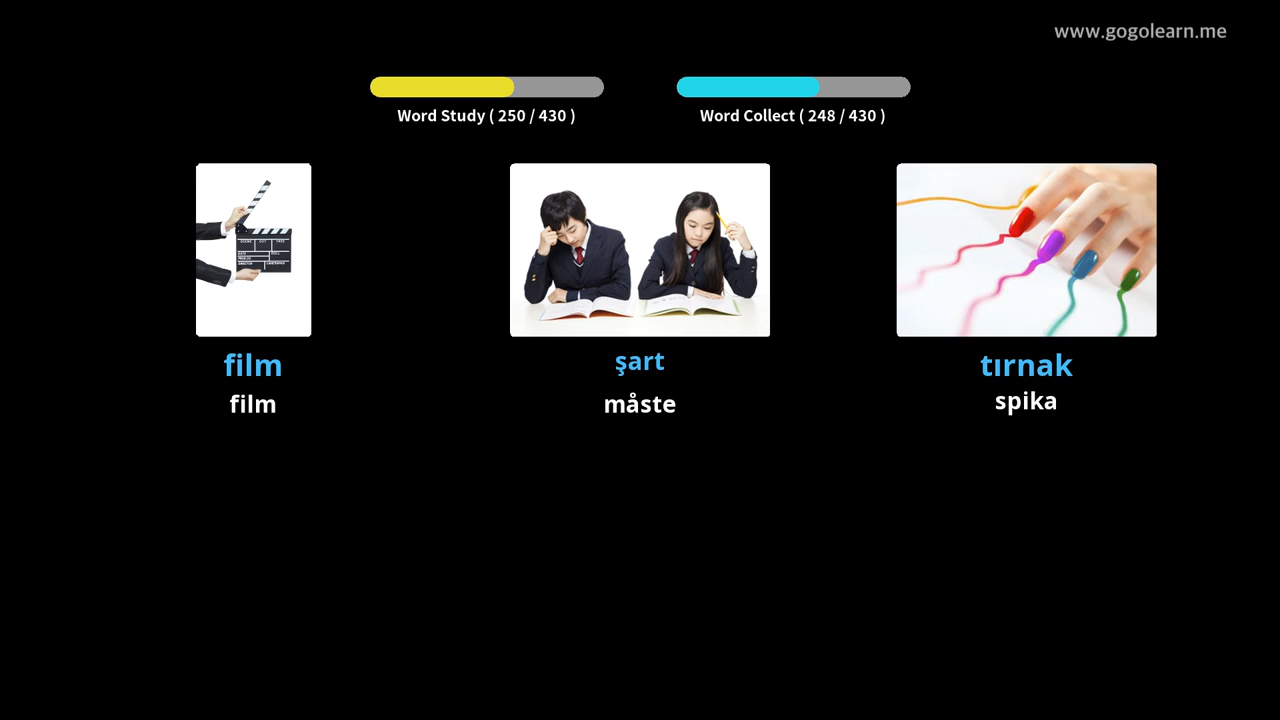 www.gogolearn.me
Word Study ( 250 / 430 )
Word Collect ( 248 / 430 )
film
film
şart
måste
tırnak
spika